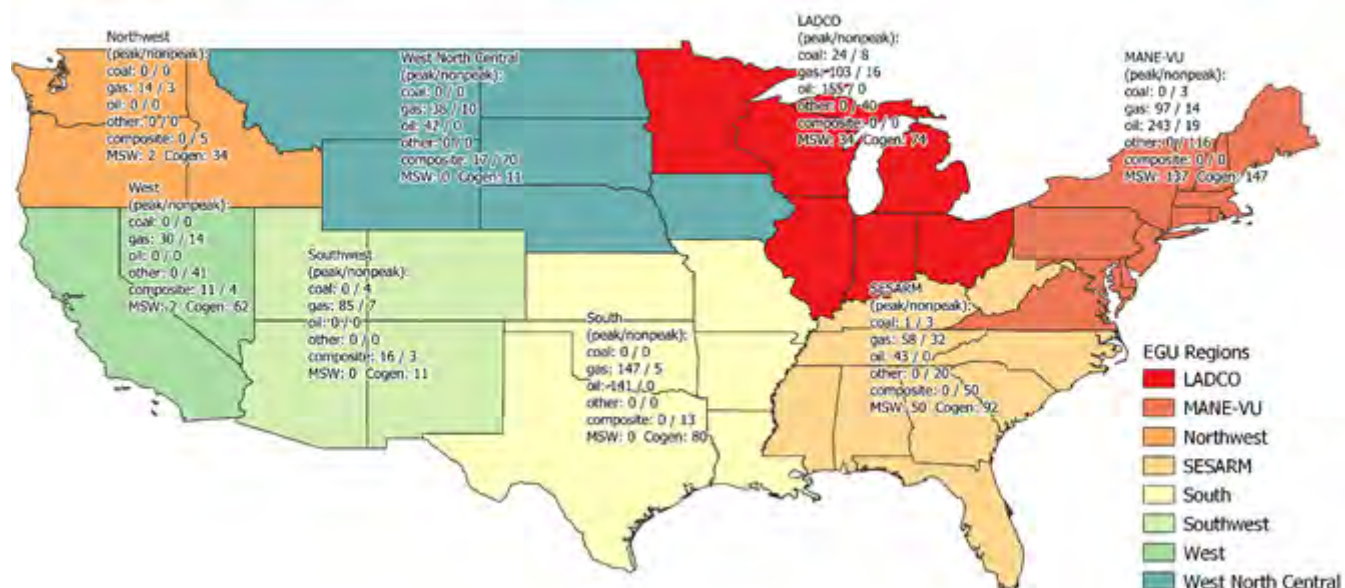 Northwest
(peak/nonpeak):
coal: 0 / 0
gas: 14 / 3
oil: 0 / 0
other: 0 / 0
composite: 0 / 5
MSW: 2 Cogen: 34
West North Central
(peak/nonpeak):
coal: 0 / 0
gas: 38 / 10
oil: 42 / 0
other: 0 / 0
composite: 17 / 70
MSW: 0 Cogen: 11
LADCO
(peak/nonpeak):
coal: 24 / 8
gas: 103 / 16
oil: 155 / 0
other: 0 / 40
composite: 0 / 0
MSW: 34 Cogen: 74
MANE-VU
(peak/nonpeak):
coal: 0 / 3
gas: 97 / 14
oil: 243 / 19
other: 0 / 116
composite: 0 / 0
MSW: 137 Cogen: 147
West
(peak/nonpeak):
coal: 0 / 0
gas: 30 / 14
oil: 0 / 0
other: 0 / 41
composite: 11 / 4
MSW: 2 Cogen: 62
Southwest
(peak/nonpeak):
coal: 0 / 4
gas: 85 / 7
oil: 0 / 0
other: 0 / 0
composite: 16 / 3
MSW: 0 Cogen: 11
South
(peak/nonpeak):
coal: 0 / 0
gas: 147 / 5
oil: 141 / 0
other: 0 / 0
composite: 0 / 13
MSW: 0 Cogen: 80
SESARM
(peak/nonpeak):
coal: 1 / 3
gas: 58 / 32
oil: 43 / 0
other: 0 / 20
composite: 0 / 50
MSW: 50 Cogen: 92
EGU Regions
LADCO
MANE-VU
Northwest
SESARM
South
Southwest
West
West North Central